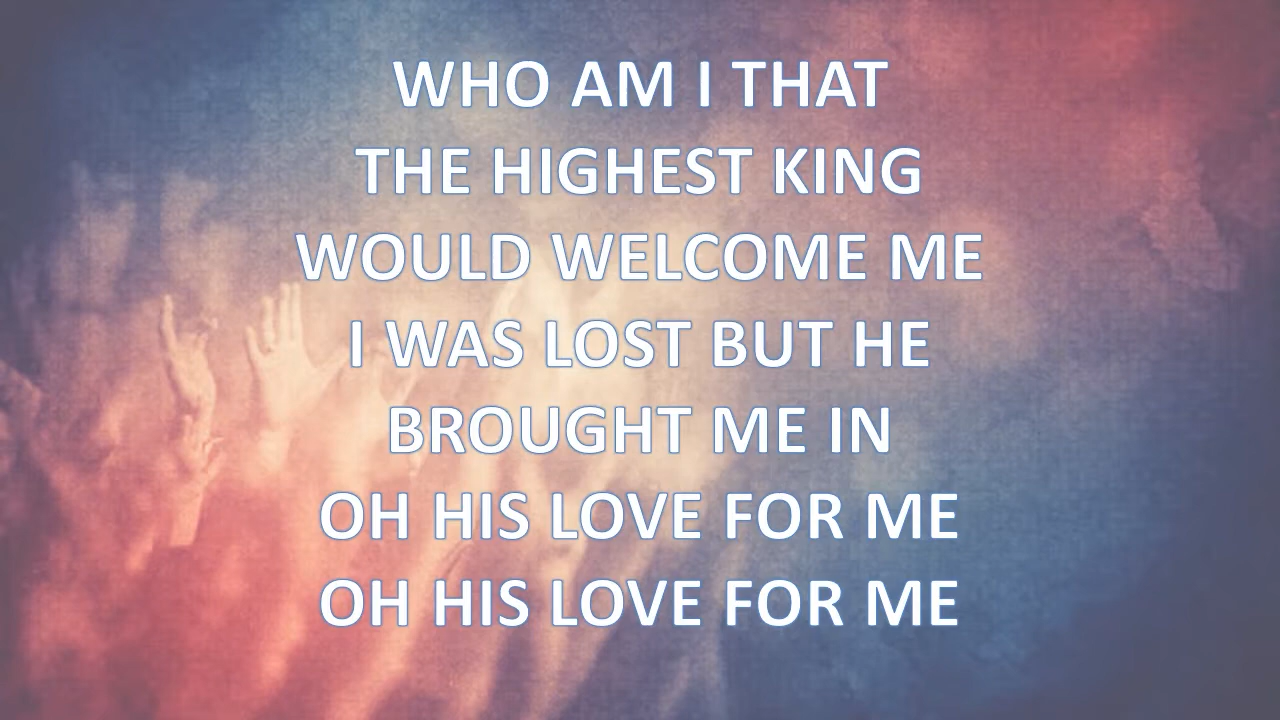 WHO AM I THAT
THE HIGHEST KING
WOULD WELCOME ME
I WAS LOST BUT HE
BROUGHT ME IN
OH HIS LOVE FOR ME
OH HIS LOVE FOR ME